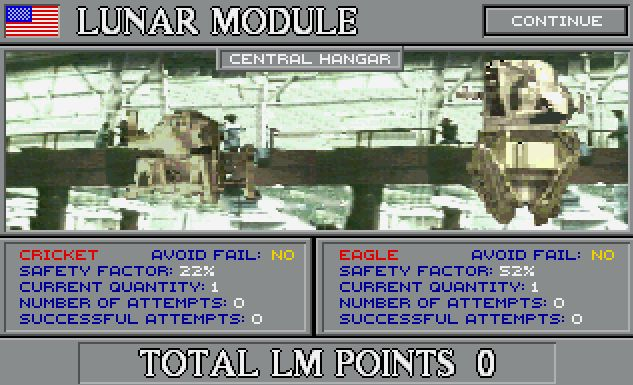 LUNAR MODULE
CONTINUE
CENTRAL HANGAR
CRICKET AVOID FAIL: NO
SAFETY FACTOR: 22%
CURRENT QUANTITY: 1
NUMBER OF ATTEMPTS: 0
SUCCESSFUL ATTEMPTS: 0
EAGLE AVOID FAIL: NO
SAFETY FACTOR: 52%
CURRENT QUANTITY: 1
NUMBER OF ATTEMPTS: 0
SUCCESSFUL ATTEMPTS: 0
TOTAL LM POINTS 0